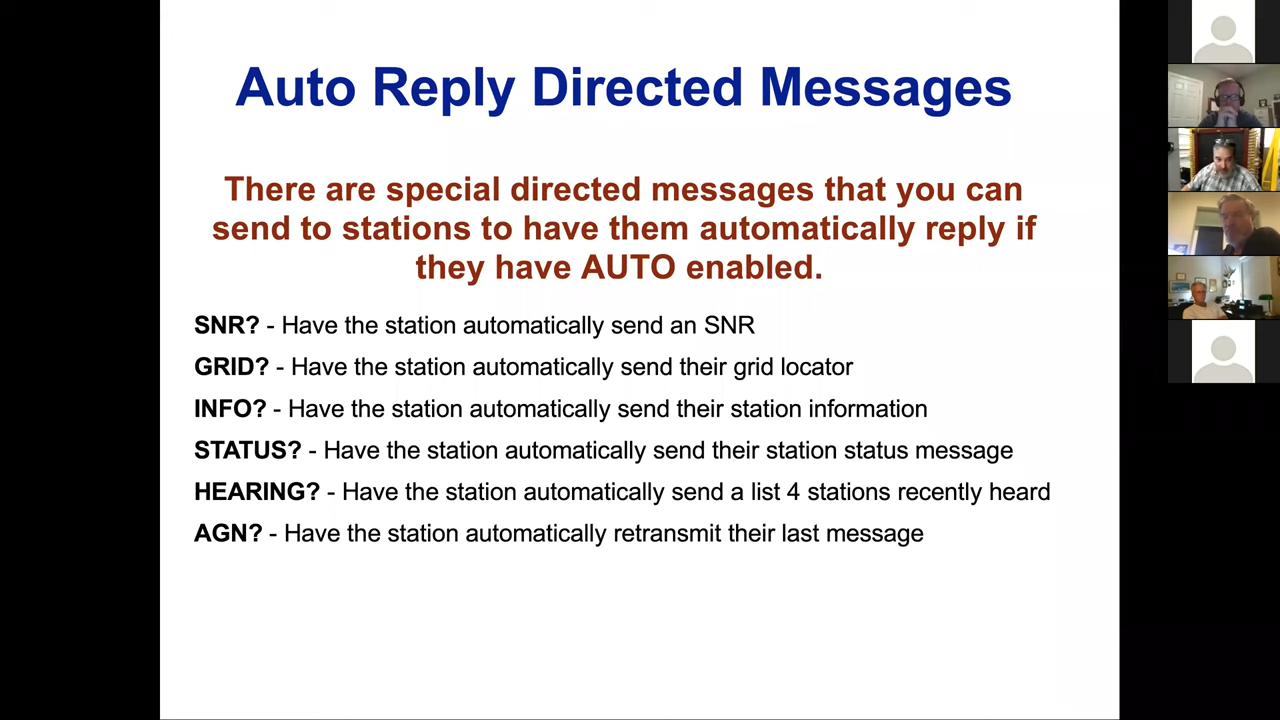 Auto Reply Directed Messages
There are special directed messages that you can
send to stations to have them automatically reply if
they have AUTO enabled.
SNR? - Have the station automatically send an SNR
GRID? - Have the station automatically send their grid locator
INFO? - Have the station automatically send their station information
STATUS? - Have the station automatically send their station status message
HEARING? - Have the station automatically send a list 4 stations recently heard
AGN? - Have the station automatically retransmit their last message